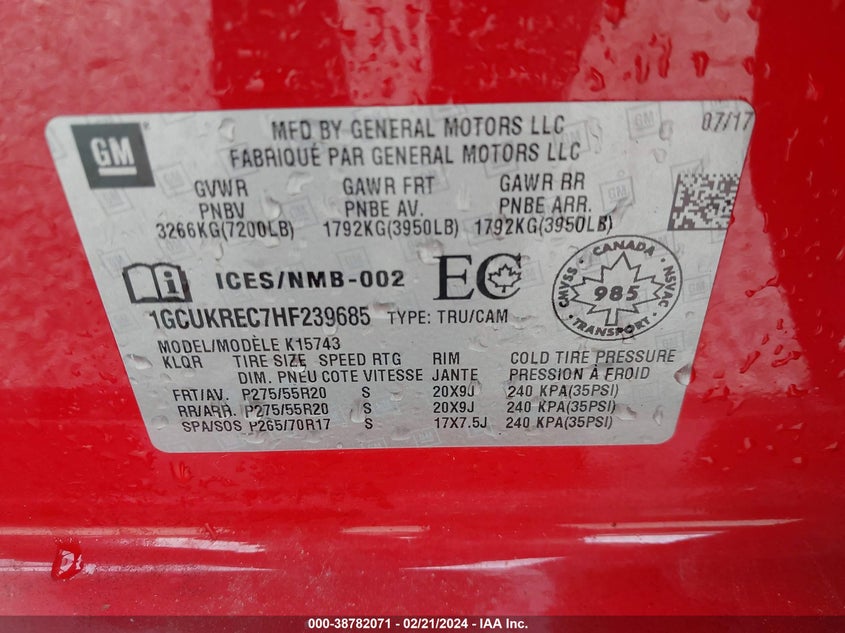 GM
MFD BY GENERAL MOTORS LLC 07/17
FABRIQUÉ PAR GENERAL MOTORS LLC
GVWR GAWR FRT GAWR RR
PNBV PNBE AV. PNBE ARR.
3266KG(7200LB) 1792KG(3950LB) 1792KG(3950LB)
i ICES/NMB-002 EC
CANADA
CMVSS 985 NSVAC
TRANSPORT
1GCUKREC7HF239685 TYPE: TRU/CAM
MODEL/MODÈLE K15743
KLQR TIRE SIZE SPEED RTG RIM COLD TIRE PRESSURE
DIM. PNEU COTE VITESSE JANTE PRESSION À FROID
FRT/AV. P275/55R20 S 20X9J 240 KPA(35PSI)
RR/ARR. P275/55R20 S 20X9J 240 KPA(35PSI)
SPA/SOS P265/70R17 S 17X7.5J 240 KPA(35PSI)
000-38782071 - 02/21/2024 - IAA Inc.